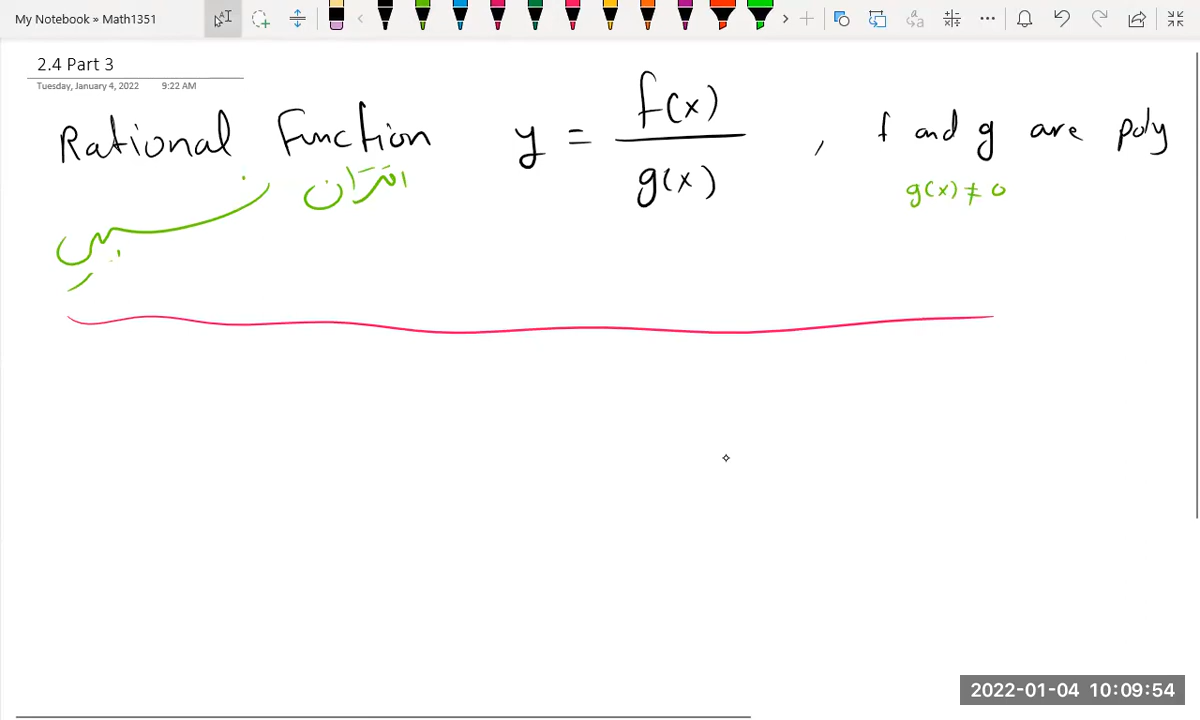 My Notebook » Math1351
2.4 Part 3
Tuesday, January 4, 2022 9:22 AM
Rational Function y = f(x)/g(x) , f and g are poly
اقتران نسبي
g(x) ≠ 0
2022-01-04 10:09:54